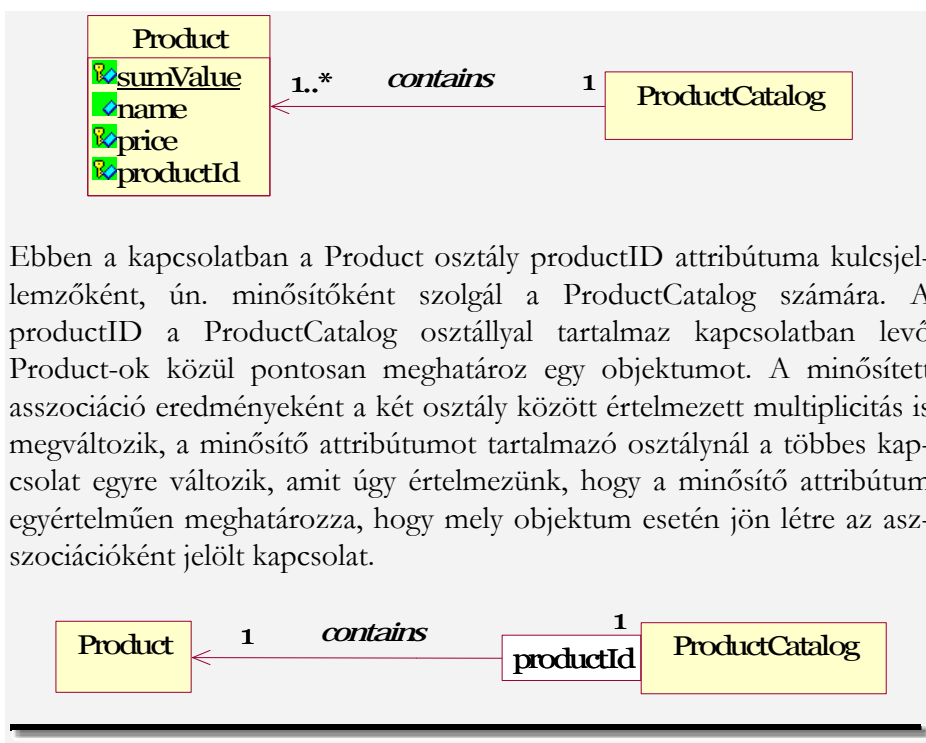 Product
sumValue
name
price
productId
1..* contains 1
ProductCatalog
Ebben a kapcsolatban a Product osztály productID attribútuma kulcsjel-
lemzőként, ún. minősítőként szolgál a ProductCatalog számára. A
productID a ProductCatalog osztállyal tartalmaz kapcsolatban levő
Product-ok közül pontosan meghatároz egy objektumot. A minősített
asszociáció eredményeként a két osztály között értelmezett multiplicitás is
megváltozik, a minősítő attribútumot tartalmazó osztálynál a többes kap-
csolat egyre változik, amit úgy értelmezünk, hogy a minősítő attribútum
egyértelműen meghatározza, hogy mely objektum esetén jön létre az asz-
szociációként jelölt kapcsolat.
Product
1 contains 1
productId
ProductCatalog